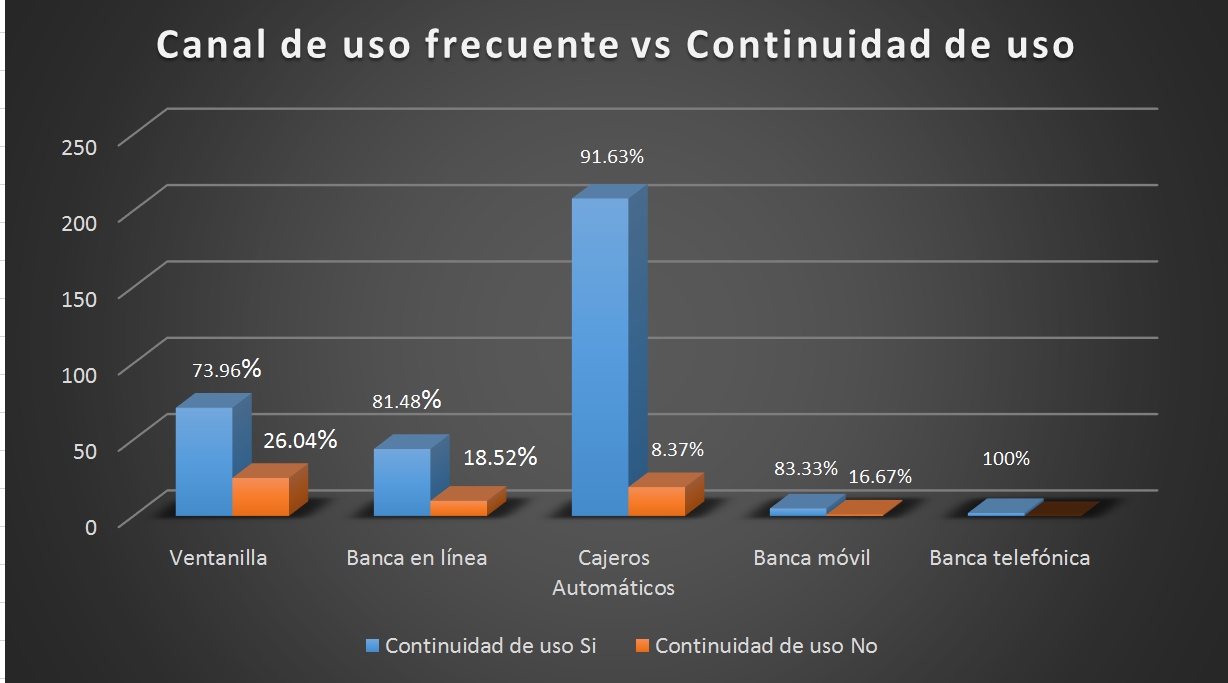 Canal de uso frecuente vs Continuidad de uso
250
200
150
100
50
0
73.96%
26.04%
81.48%
18.52%
91.63%
8.37%
83.33%
16.67%
100%
Ventanilla
Banca en línea
Cajeros
Automáticos
Banca móvil
Banca telefónica
Continuidad de uso Si
Continuidad de uso No